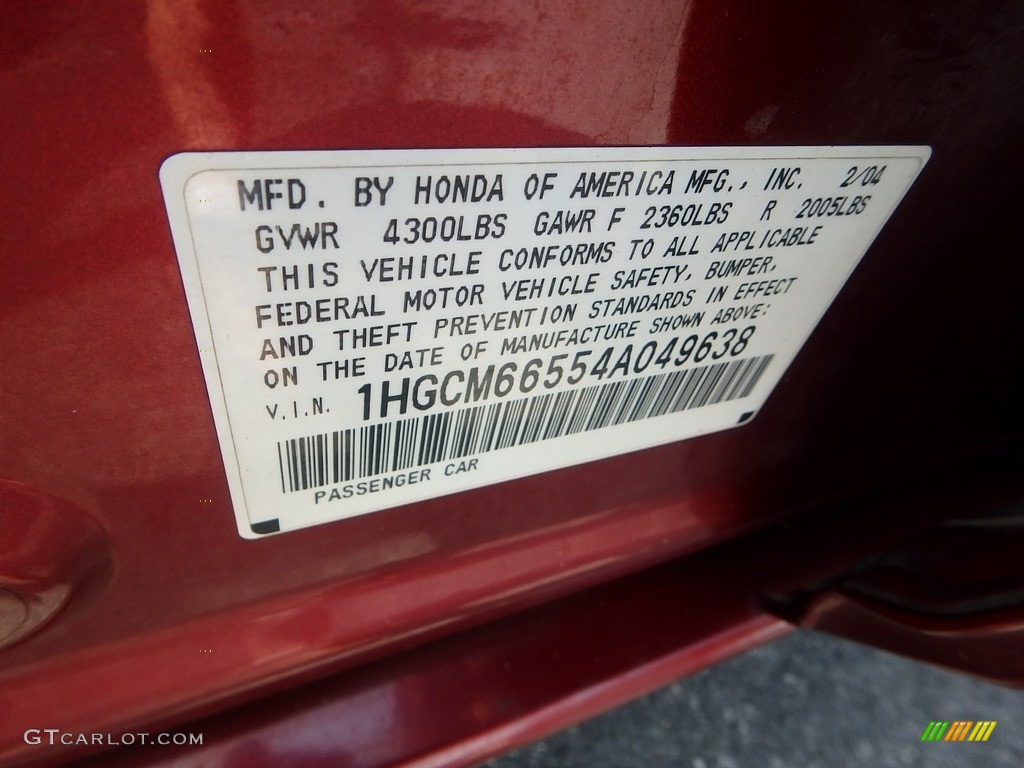 MFD. BY HONDA OF AMERICA MFG., INC. 2/04
GVWR 4300LBS GAWR F 2360LBS R 2005LBS
THIS VEHICLE CONFORMS TO ALL APPLICABLE
FEDERAL MOTOR VEHICLE SAFETY, BUMPER,
AND THEFT PREVENTION STANDARDS IN EFFECT
ON THE DATE OF MANUFACTURE SHOWN ABOVE:
V.I.N. 1HGCM66554A049638
PASSENGER CAR
GTCARLOT.COM